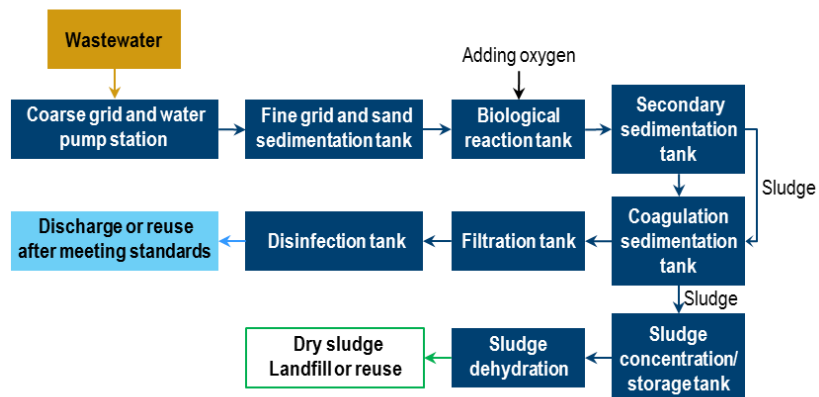 Wastewater
Adding oxygen
Coarse grid and water
pump station
Fine grid and sand
sedimentation tank
Biological
reaction tank
Secondary
sedimentation
tank
Sludge
Discharge or reuse
after meeting standards
Disinfection tank
Filtration tank
Coagulation
sedimentation
tank
Sludge
Dry sludge
Landfill or reuse
Sludge
dehydration
Sludge
concentration/
storage tank